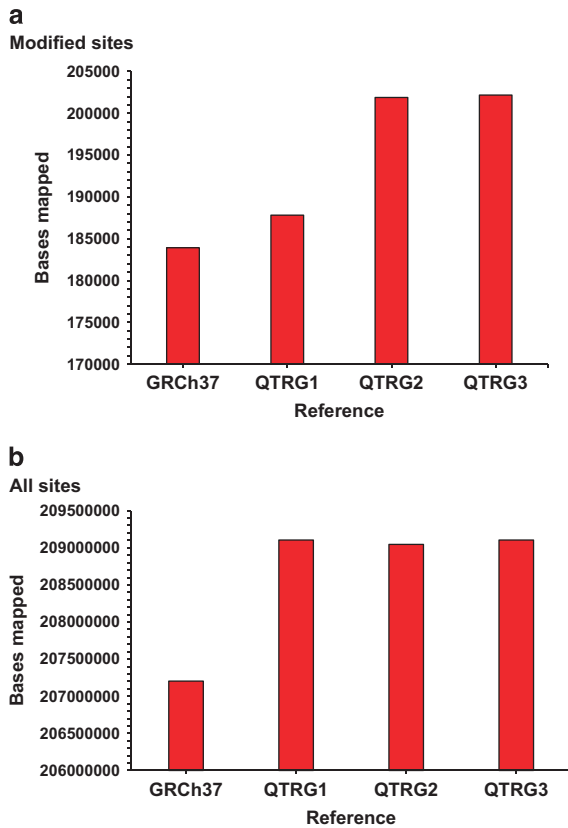 a
Modified sites
205000
200000
195000
190000
185000
180000
175000
170000
Bases mapped
GRCh37 QTRG1 QTRG2 QTRG3
Reference
b
All sites
209500000
209000000
208500000
208000000
207500000
207000000
206500000
206000000
Bases mapped
GRCh37 QTRG1 QTRG2 QTRG3
Reference